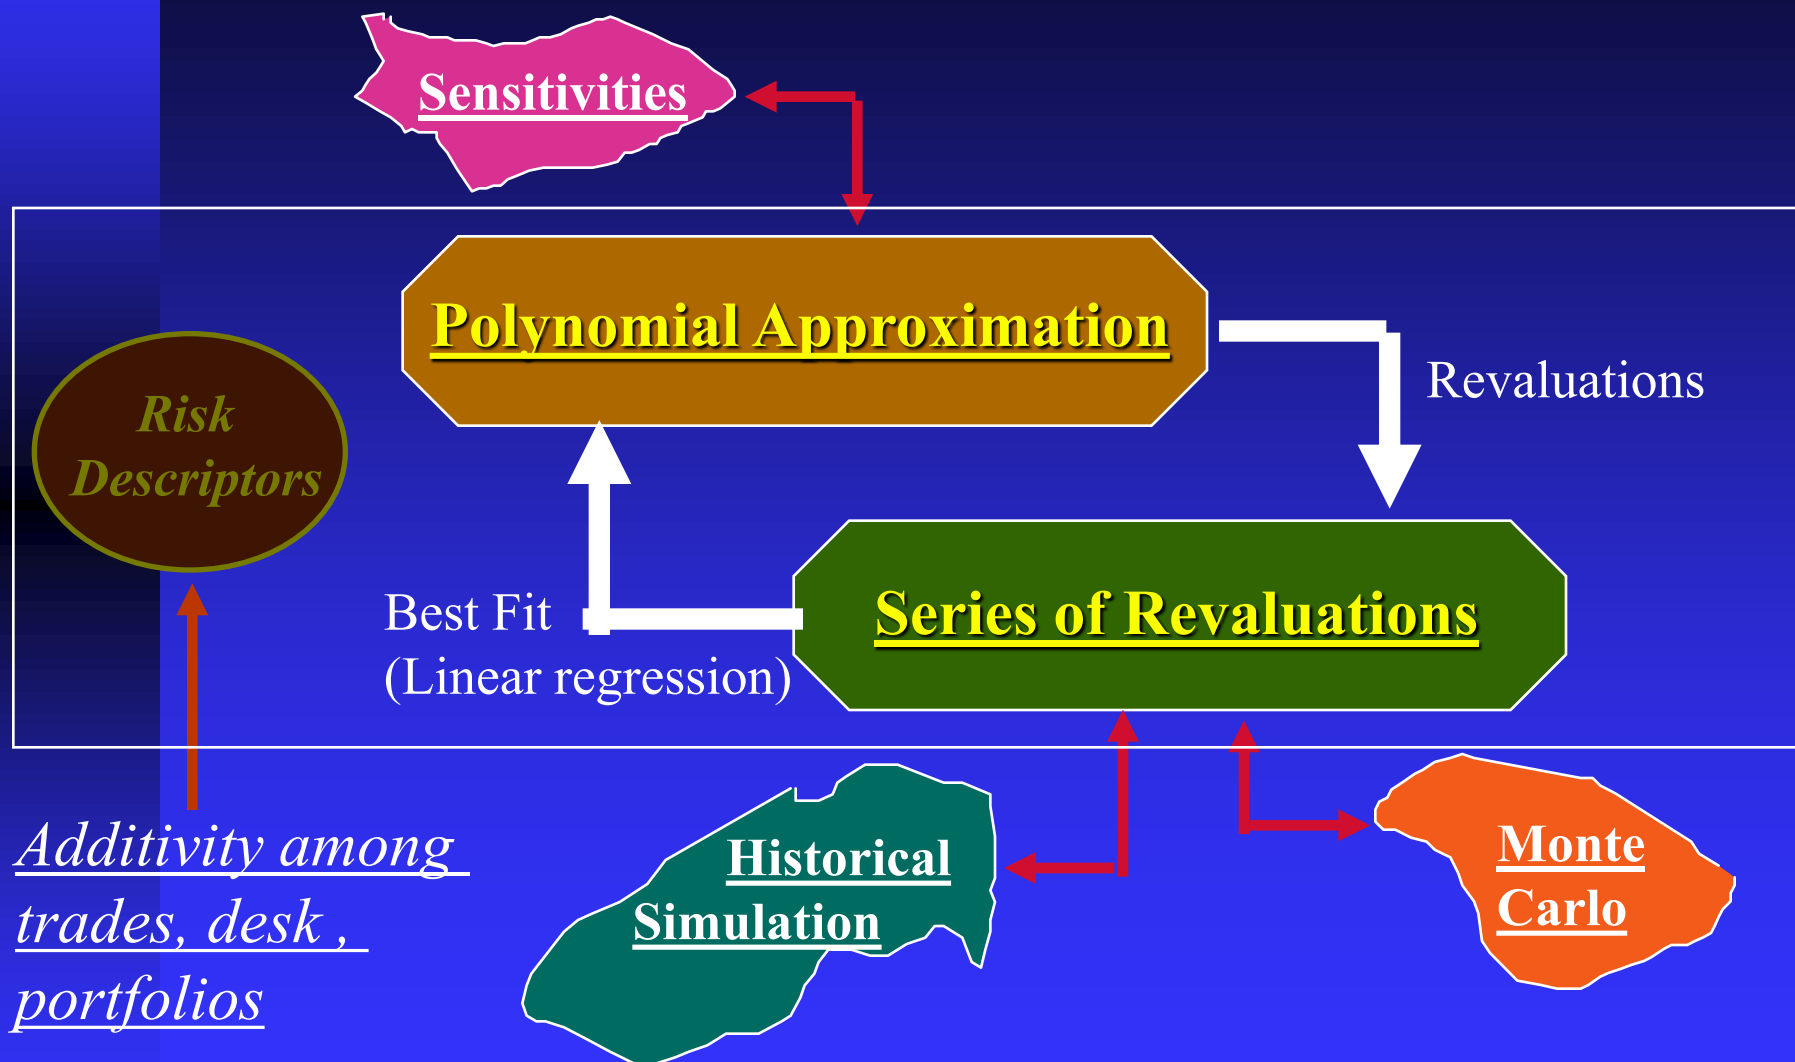 Sensitivities
Polynomial Approximation
Revaluations
Risk
Descriptors
Best Fit
(Linear regression)
Series of Revaluations
Additivity among
trades, desk ,
portfolios
Historical
Simulation
Monte
Carlo